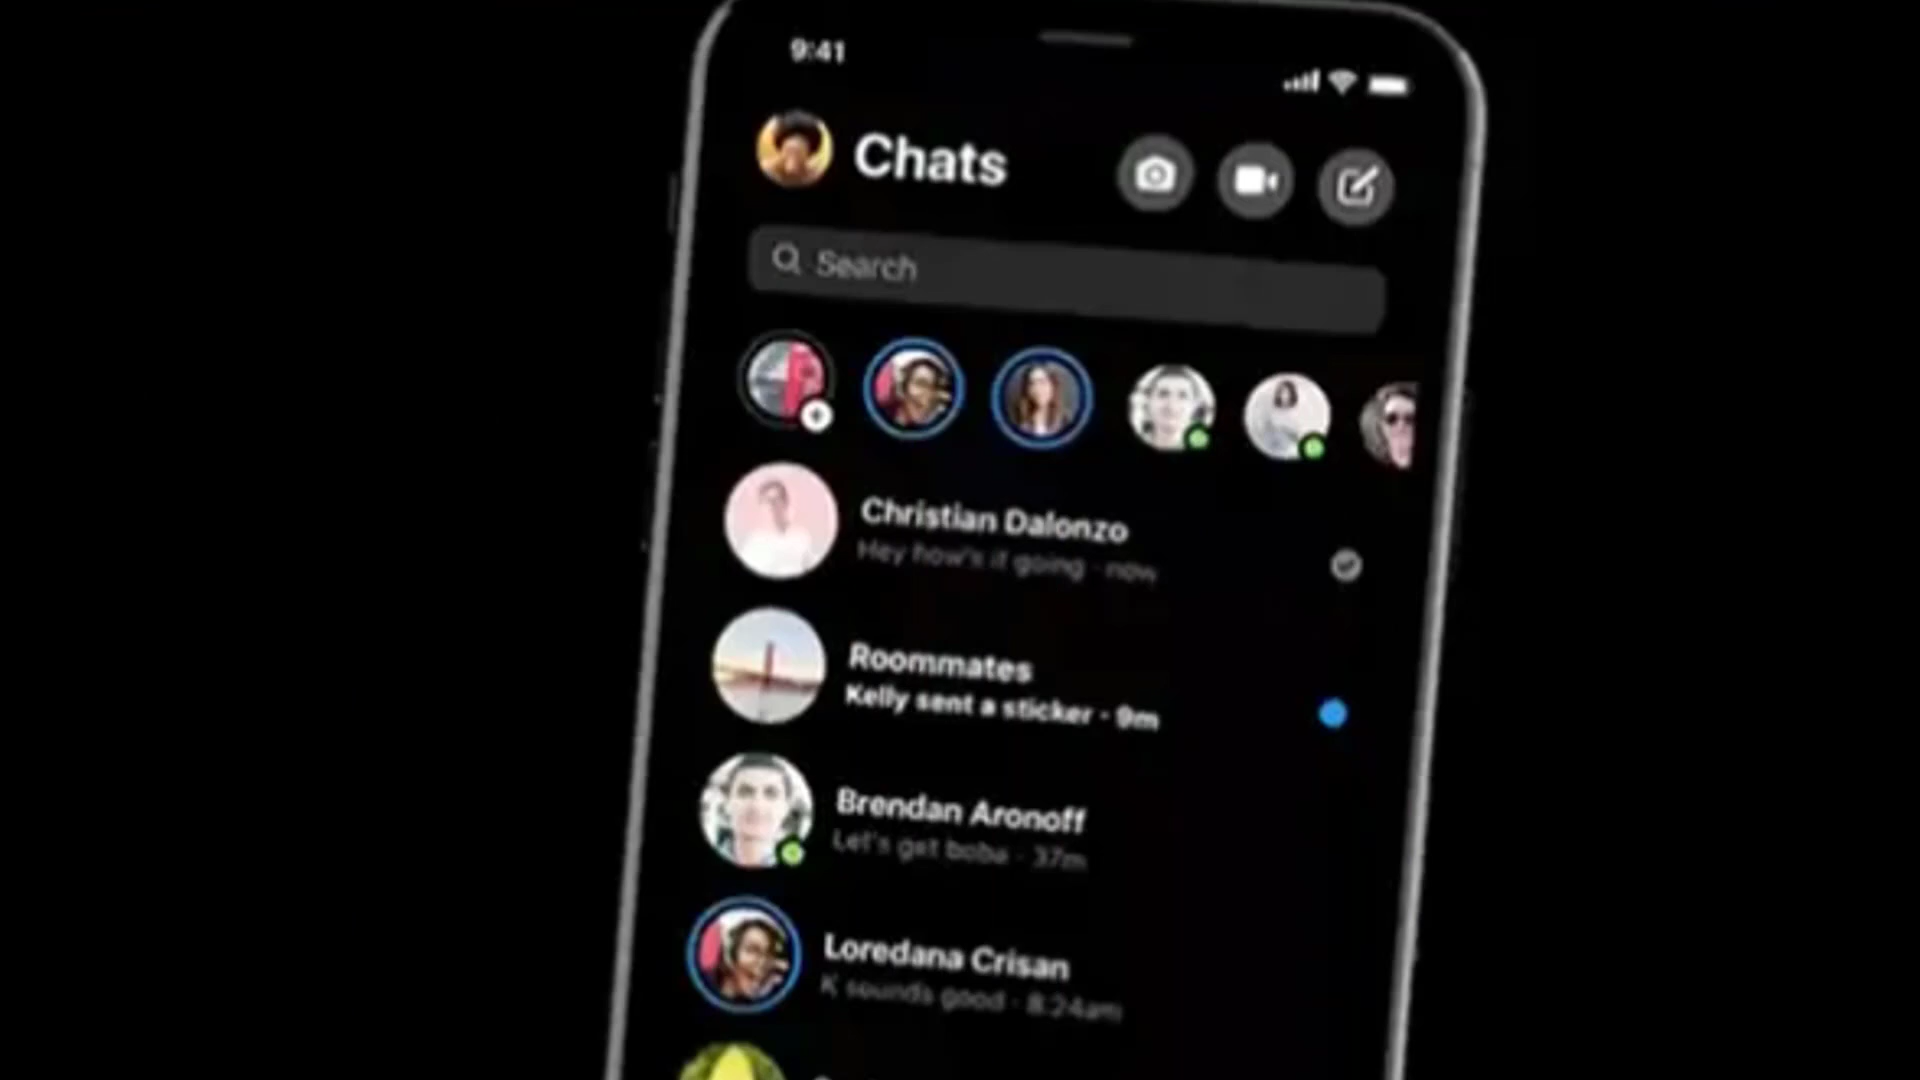 9:41
Chats
Search
Christian Dalonzo
Hey how's it going · now
Roommates
Kelly sent a sticker · 9m
Brendan Aronoff
Let's get boba · 37m
Loredana Crisan
K sounds good · 8:24am